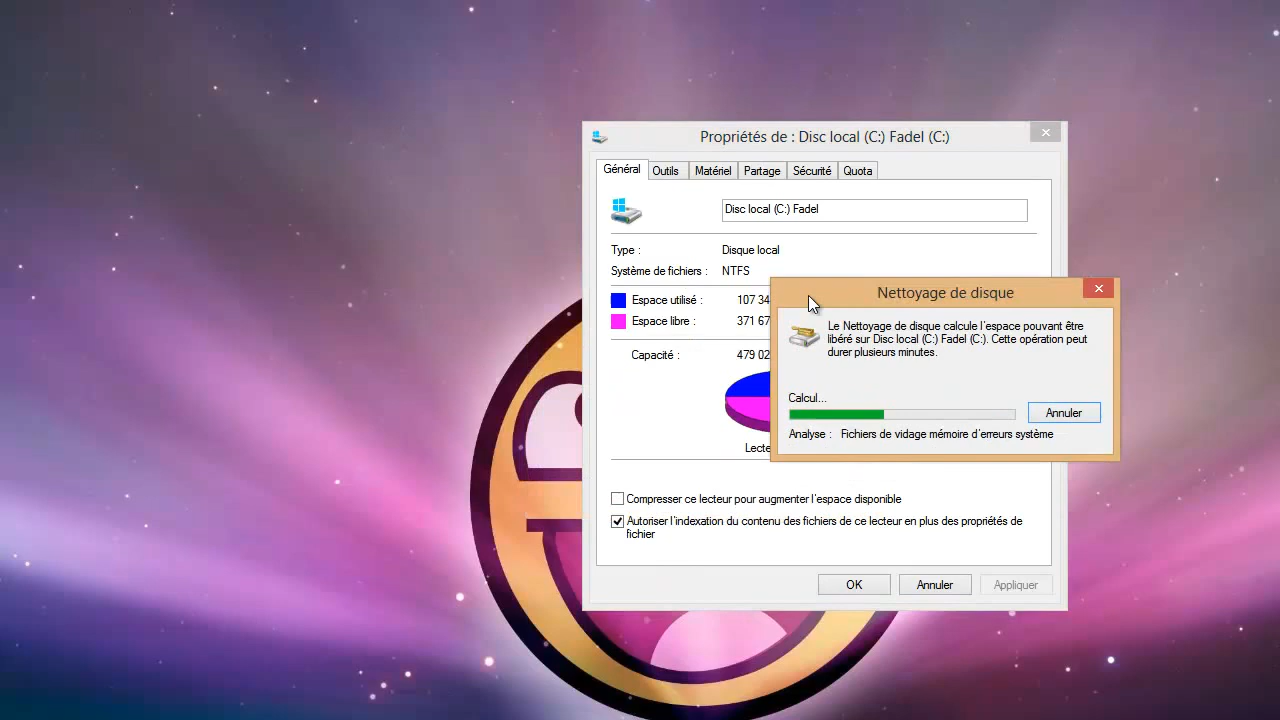 Propriétés de : Disc local (C:) Fadel (C:)
Général Outils Matériel Partage Sécurité Quota
Disc local (C:) Fadel
Type : Disque local
Système de fichiers : NTFS
Espace utilisé : 107 34
Espace libre : 371 67
Capacité : 479 02
Lecte
Nettoyage de disque
Le Nettoyage de disque calcule l'espace pouvant être
libéré sur Disc local (C:) Fadel (C:). Cette opération peut
durer plusieurs minutes.
Calcul...
Annuler
Analyse : Fichiers de vidage mémoire d'erreurs système
Compresser ce lecteur pour augmenter l'espace disponible
Autoriser l'indexation du contenu des fichiers de ce lecteur en plus des propriétés de
fichier
OK Annuler Appliquer